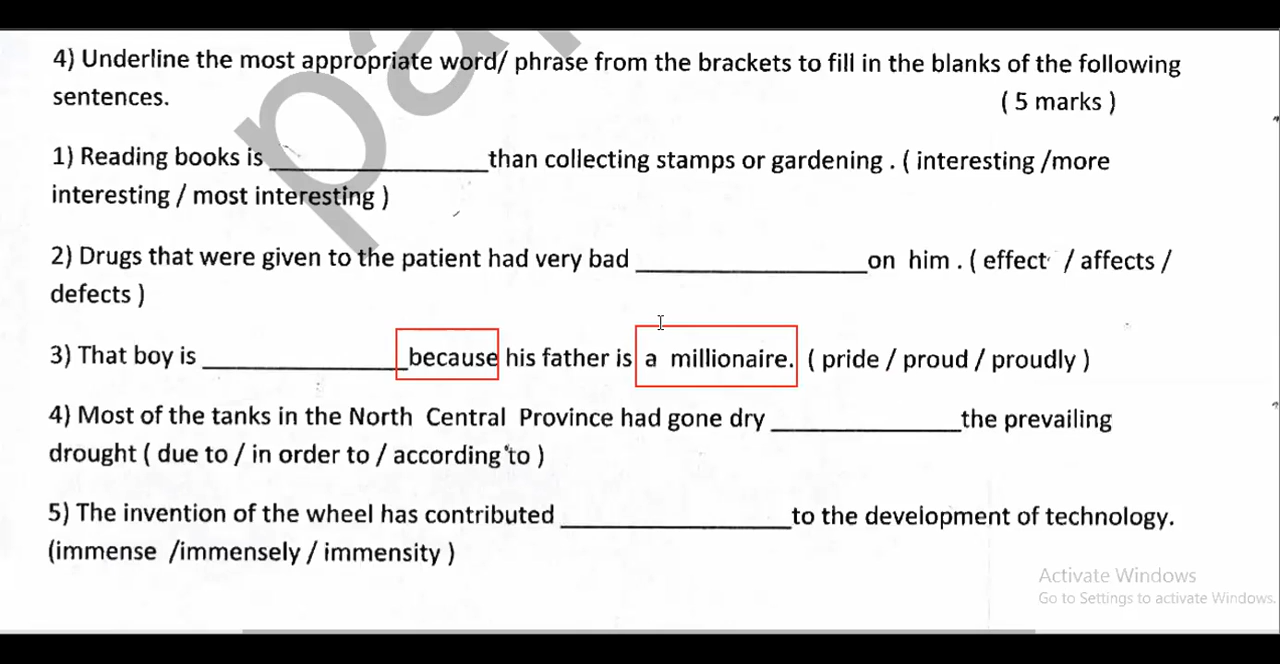 4) Underline the most appropriate word/ phrase from the brackets to fill in the blanks of the following
sentences. ( 5 marks )
1) Reading books is ____________________than collecting stamps or gardening . ( interesting /more
interesting / most interesting )
2) Drugs that were given to the patient had very bad ____________________on him . ( effect / affects /
defects )
3) That boy is ____________________because his father is a millionaire. ( pride / proud / proudly )
4) Most of the tanks in the North Central Province had gone dry ________________the prevailing
drought ( due to / in order to / according to )
5) The invention of the wheel has contributed ____________________to the development of technology.
(immense /immensely / immensity )
Activate Windows
Go to Settings to activate Windows.